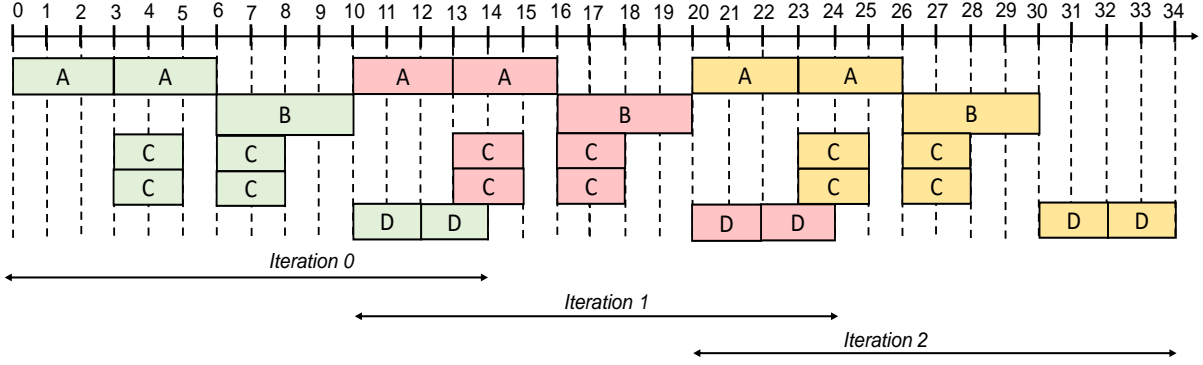 0 1 2 3 4 5 6 7 8 9 10 11 12 13 14 15 16 17 18 19 20 21 22 23 24 25 26 27 28 29 30 31 32 33 34
A A A A A A
B B B
C C C C C C
C C C C C C
D D D D D D
Iteration 0
Iteration 1
Iteration 2